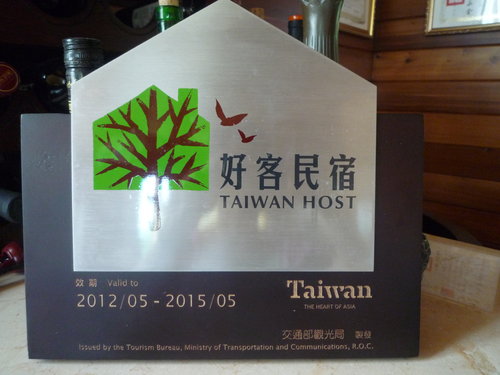 好客民宿
TAIWAN HOST
效期 Valid to
2012/05 - 2015/05
Taiwan
THE HEART OF ASIA
交通部觀光局 製發
Issued by the Tourism Bureau, Ministry of Transportation and Communications, R.O.C.